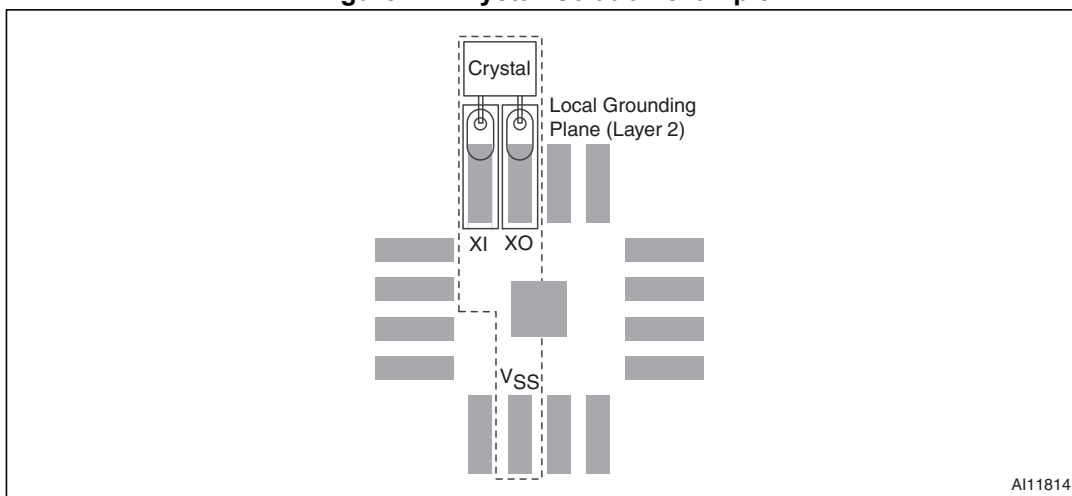 Crystal
Local Grounding
Plane (Layer 2)
XI XO
VSS
AI11814